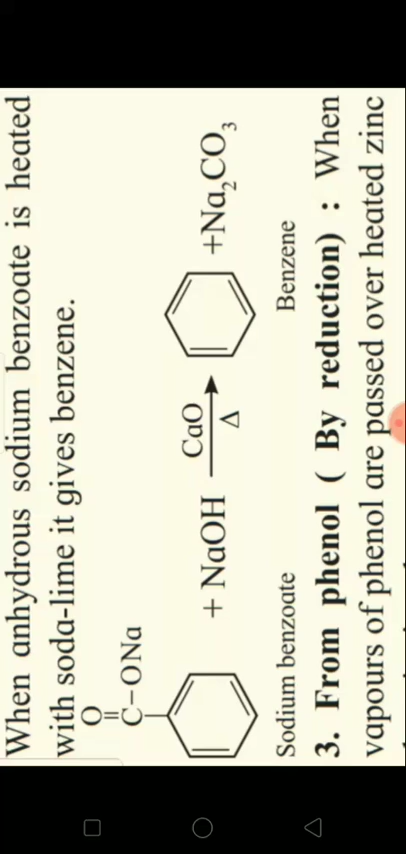 When anhydrous sodium benzoate is heated
with soda-lime it gives benzene.
O
C–ONa
+ NaOH CaO Δ +Na₂CO₃
Sodium benzoate Benzene
3. From phenol ( By reduction) : When
vapours of phenol are passed over heated zinc